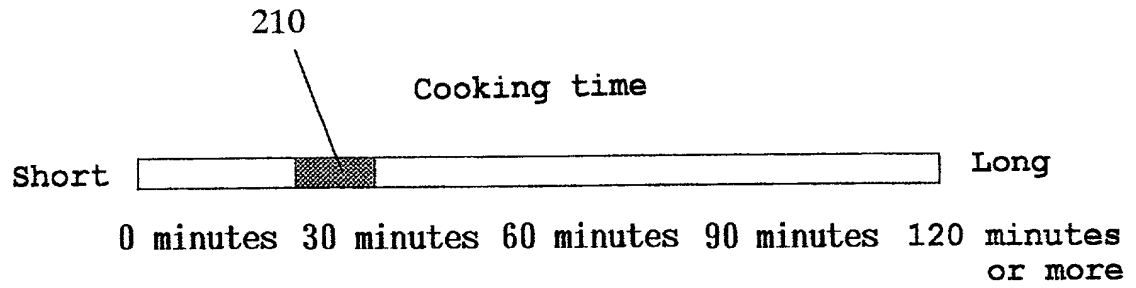 210
Cooking time
Short Long
0 minutes 30 minutes 60 minutes 90 minutes 120 minutes
or more